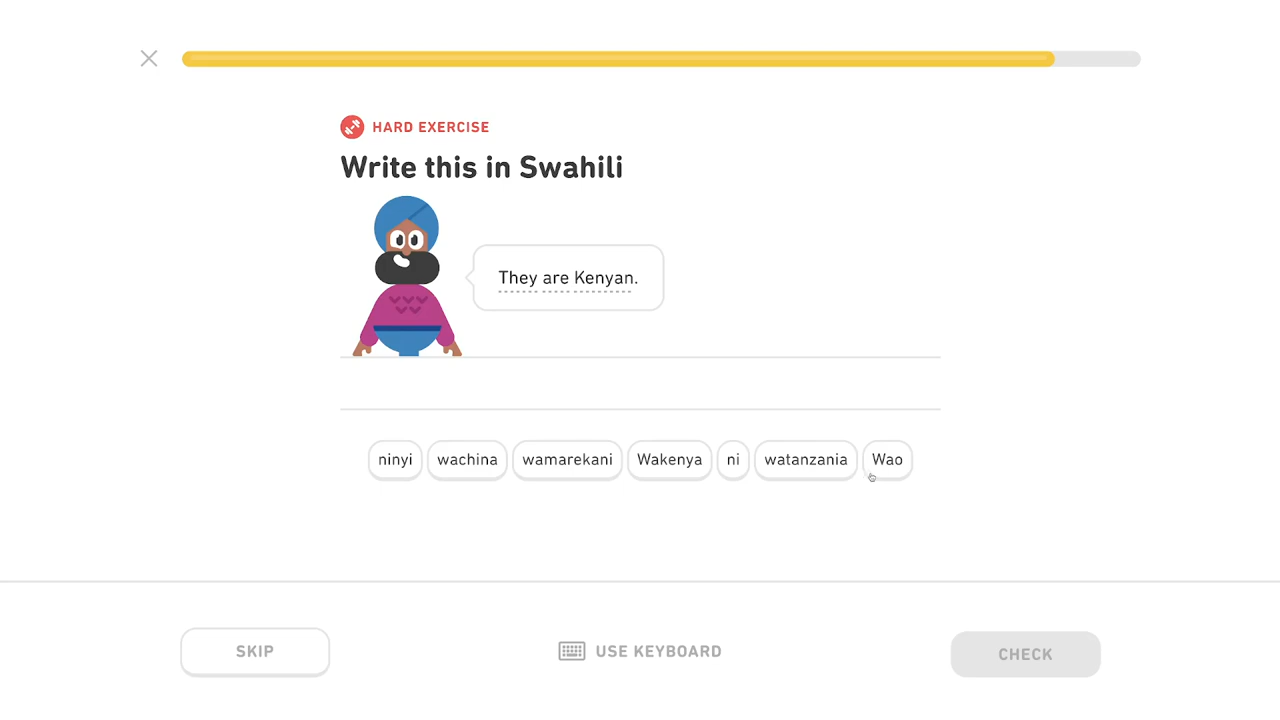 HARD EXERCISE
Write this in Swahili
They are Kenyan.
ninyi wachina wamarekani Wakenya ni watanzania Wao
SKIP USE KEYBOARD CHECK